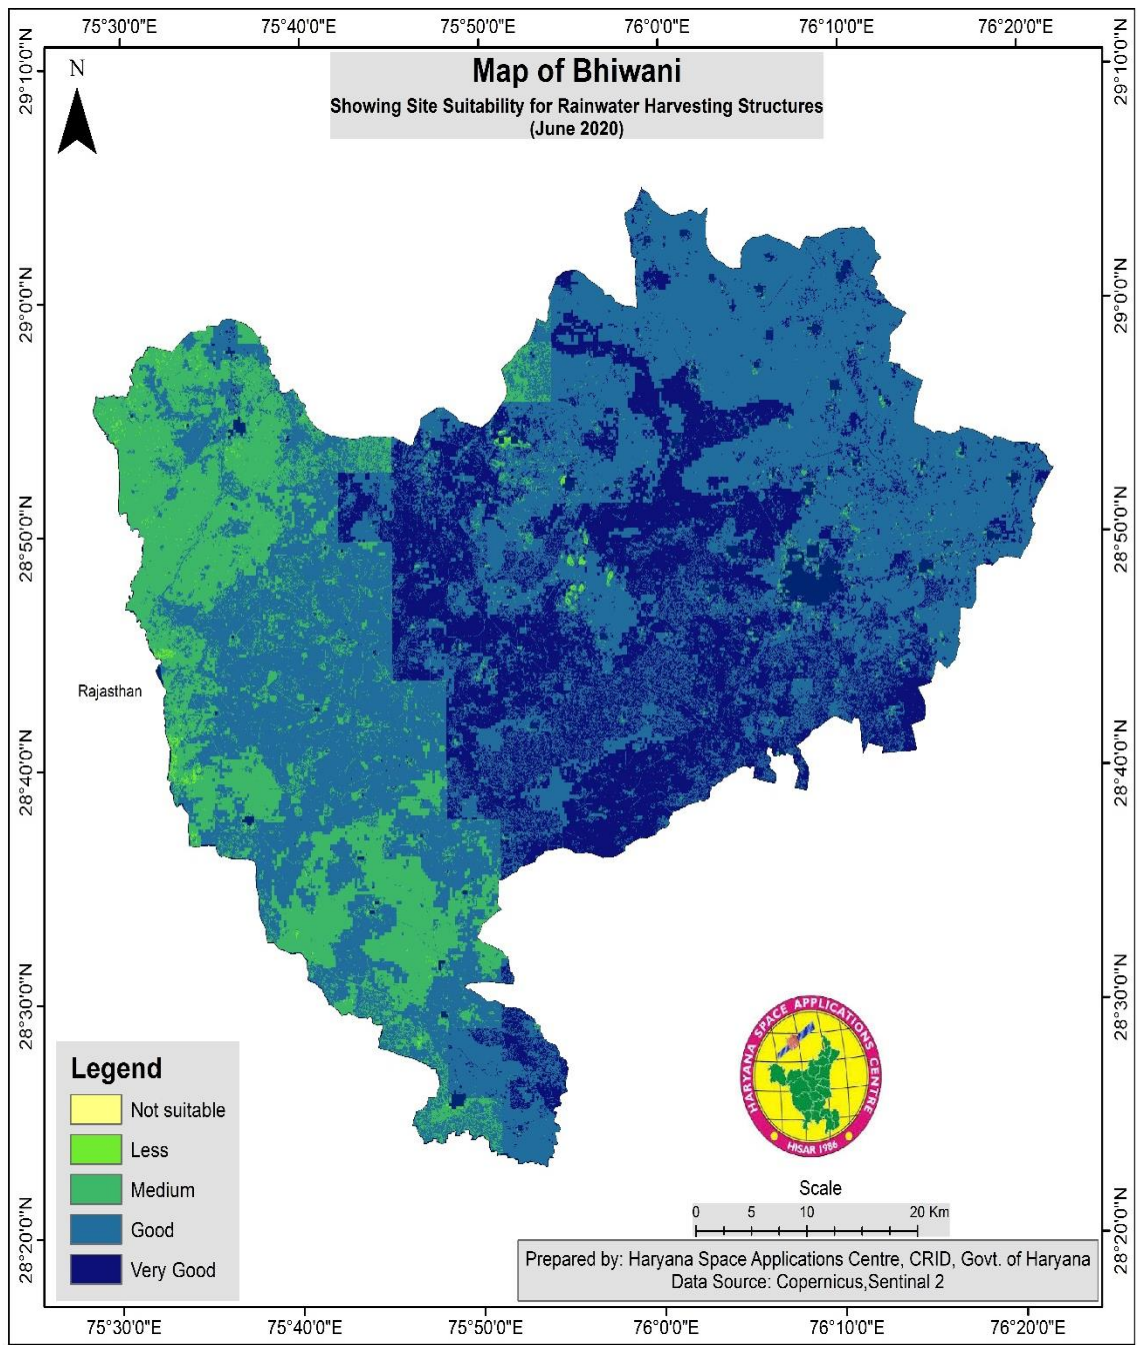 75°30'0"E 75°40'0"E 75°50'0"E 76°0'0"E 76°10'0"E 76°20'0"E
N
Map of Bhiwani
Showing Site Suitability for Rainwater Harvesting Structures
(June 2020)
29°10'0"N 29°10'0"N
29°0'0"N 29°0'0"N
28°50'0"N 28°50'0"N
Rajasthan
28°40'0"N 28°40'0"N
28°30'0"N 28°30'0"N
28°20'0"N 28°20'0"N
Legend
Not suitable
Less
Medium
Good
Very Good
HARYANA SPACE APPLICATIONS CENTRE
HISAR 1986
Scale
0 5 10 20 Km
Prepared by: Haryana Space Applications Centre, CRID, Govt. of Haryana
Data Source: Copernicus,Sentinal 2
75°30'0"E 75°40'0"E 75°50'0"E 76°0'0"E 76°10'0"E 76°20'0"E